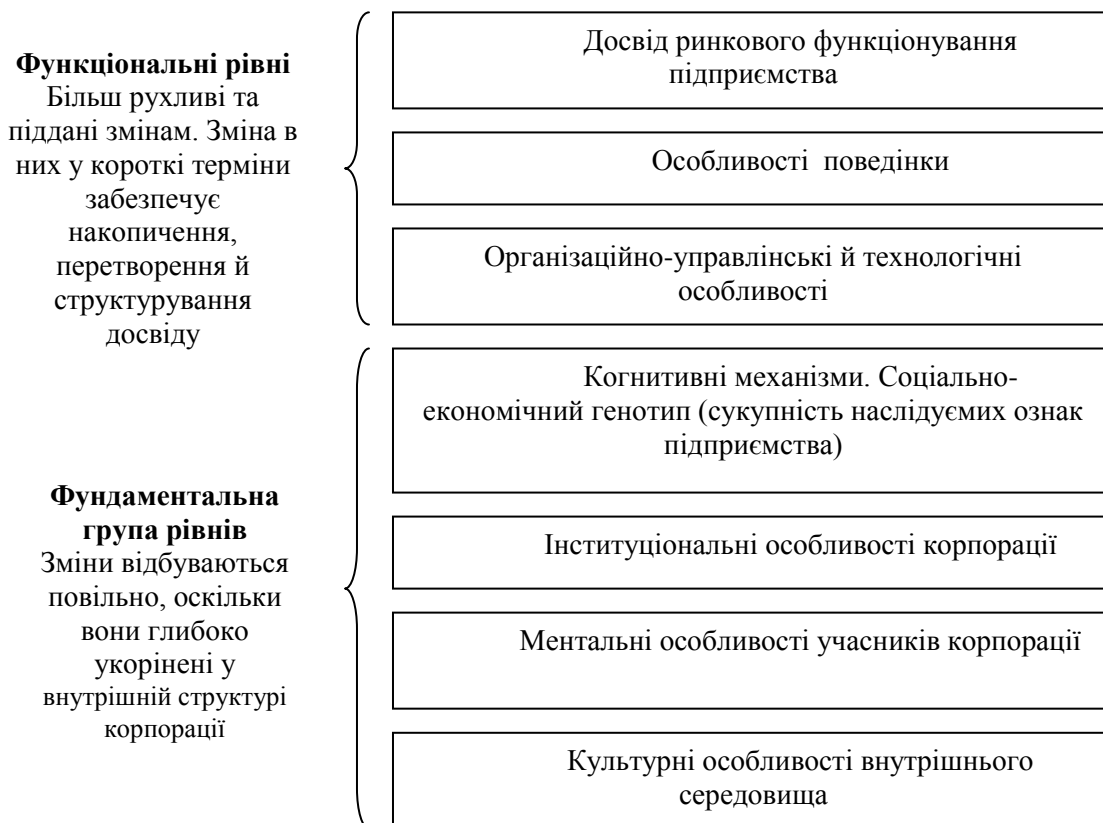 Функціональні рівні
Більш рухливі та
піддані змінам. Зміна в
них у короткі терміни
забезпечує
накопичення,
перетворення й
структурування
досвіду
Досвід ринкового функціонування
підприємства
Особливості поведінки
Організаційно-управлінські й технологічні
особливості
Фундаментальна
група рівнів
Зміни відбуваються
повільно, оскільки
вони глибоко
укорінені у
внутрішній структурі
корпорації
Когнитивні механізми. Соціально-
економічний генотип (сукупність наслідуємих ознак
підприємства)
Інституціональні особливості корпорації
Ментальні особливості учасників корпорації
Культурні особливості внутрішнього
середовища